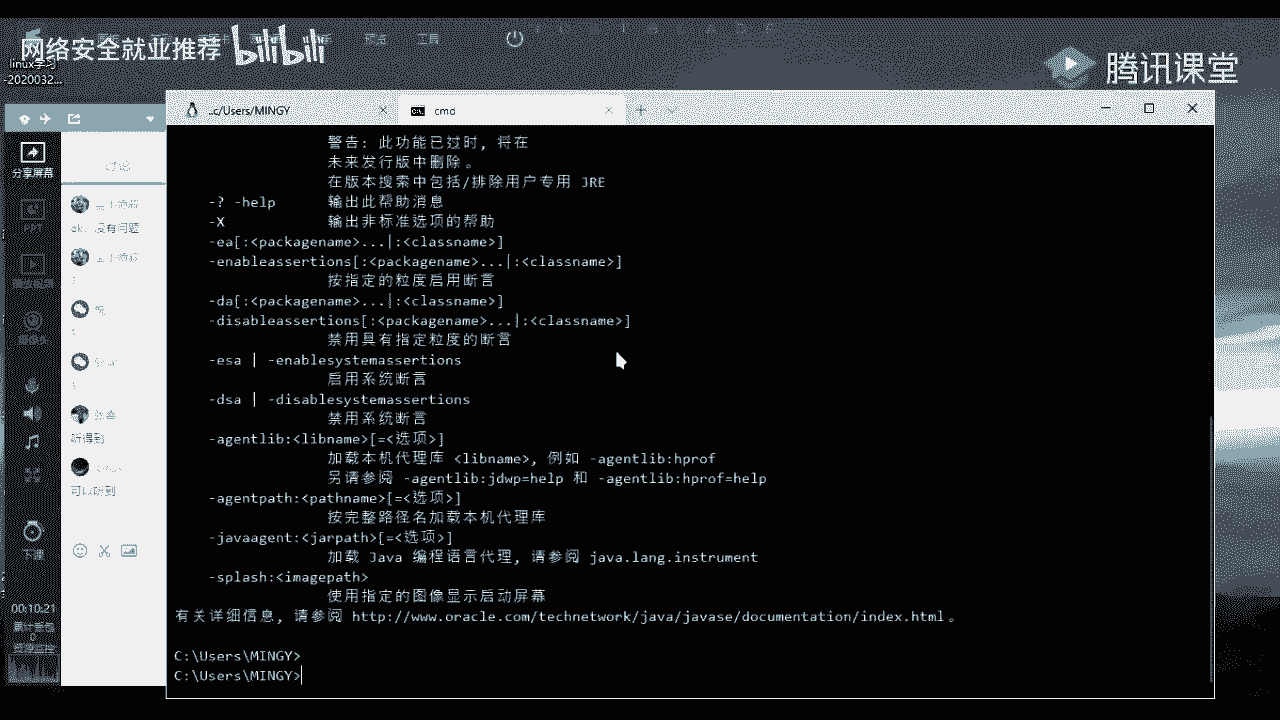 网络安全就业推荐 bilibili
预览 工具
腾讯课堂
linux学习
-2020032...
..c/Users/MINGY
cmd
分享屏幕
讨论
PPT
ok，没有问题
听得到
可以听到
下课
00:10:21
累计丢包
0
资源监控
警告: 此功能已过时, 将在
未来发行版中删除。
在版本搜索中包括/排除用户专用 JRE
-? -help 输出此帮助消息
-X 输出非标准选项的帮助
-ea[:<packagename>...|:<classname>]
-enableassertions[:<packagename>...|:<classname>]
按指定的粒度启用断言
-da[:<packagename>...|:<classname>]
-disableassertions[:<packagename>...|:<classname>]
禁用具有指定粒度的断言
-esa | -enablesystemassertions
启用系统断言
-dsa | -disablesystemassertions
禁用系统断言
-agentlib:<libname>[=<选项>]
加载本机代理库 <libname>, 例如 -agentlib:hprof
另请参阅 -agentlib:jdwp=help 和 -agentlib:hprof=help
-agentpath:<pathname>[=<选项>]
按完整路径名加载本机代理库
-javaagent:<jarpath>[=<选项>]
加载 Java 编程语言代理, 请参阅 java.lang.instrument
-splash:<imagepath>
使用指定的图像显示启动屏幕
有关详细信息, 请参阅 http://www.oracle.com/technetwork/java/javase/documentation/index.html。
C:\Users\MINGY>
C:\Users\MINGY>